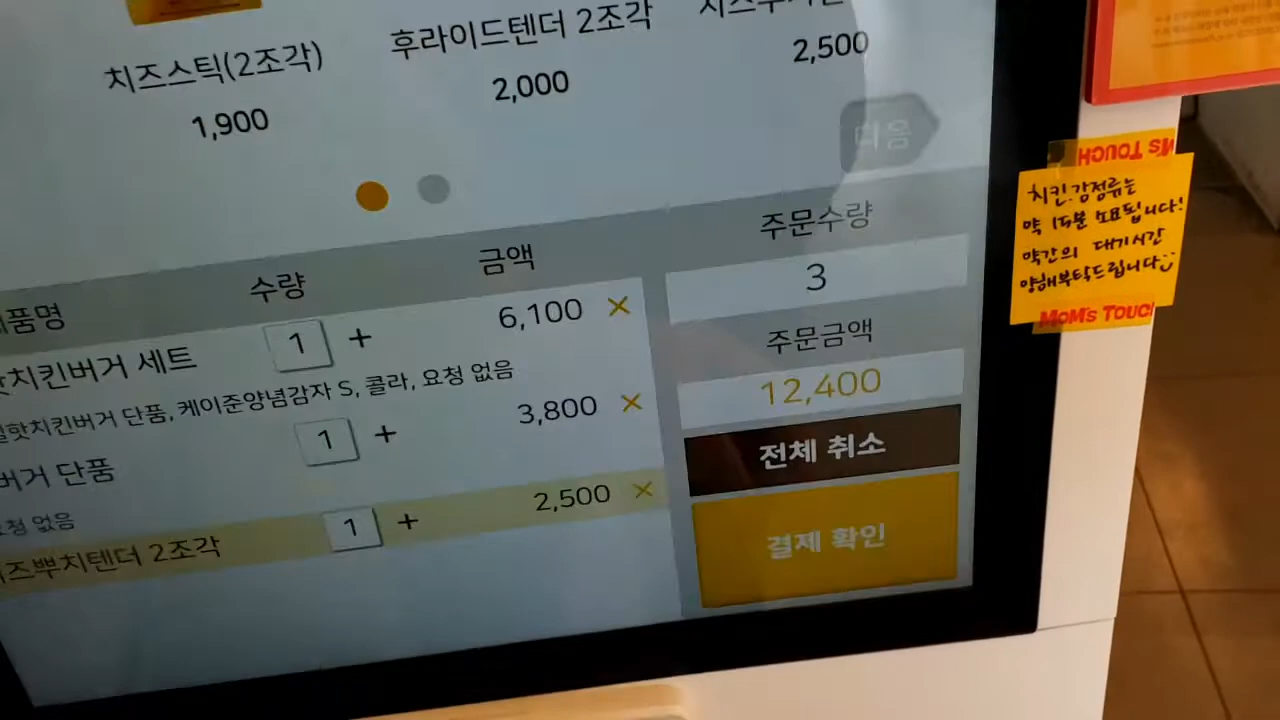 치즈스틱(2조각)
1,900
후라이드텐더 2조각
2,000
2,500
다음
수량
금액
치킨버거 세트
1 + 6,100 ×
핫치킨버거 단품, 케이준양념감자 S, 콜라, 요청 없음
버거 단품
1 + 3,800 ×
요청 없음
즈뿌치텐더 2조각
1 + 2,500 ×
주문수량
3
주문금액
12,400
전체 취소
결제 확인
MOM'S TOUCH
치킨.강정류는
약 15분 소요됩니다!
약간의 대기시간
양해부탁드립니다
MOM'S TOUCH